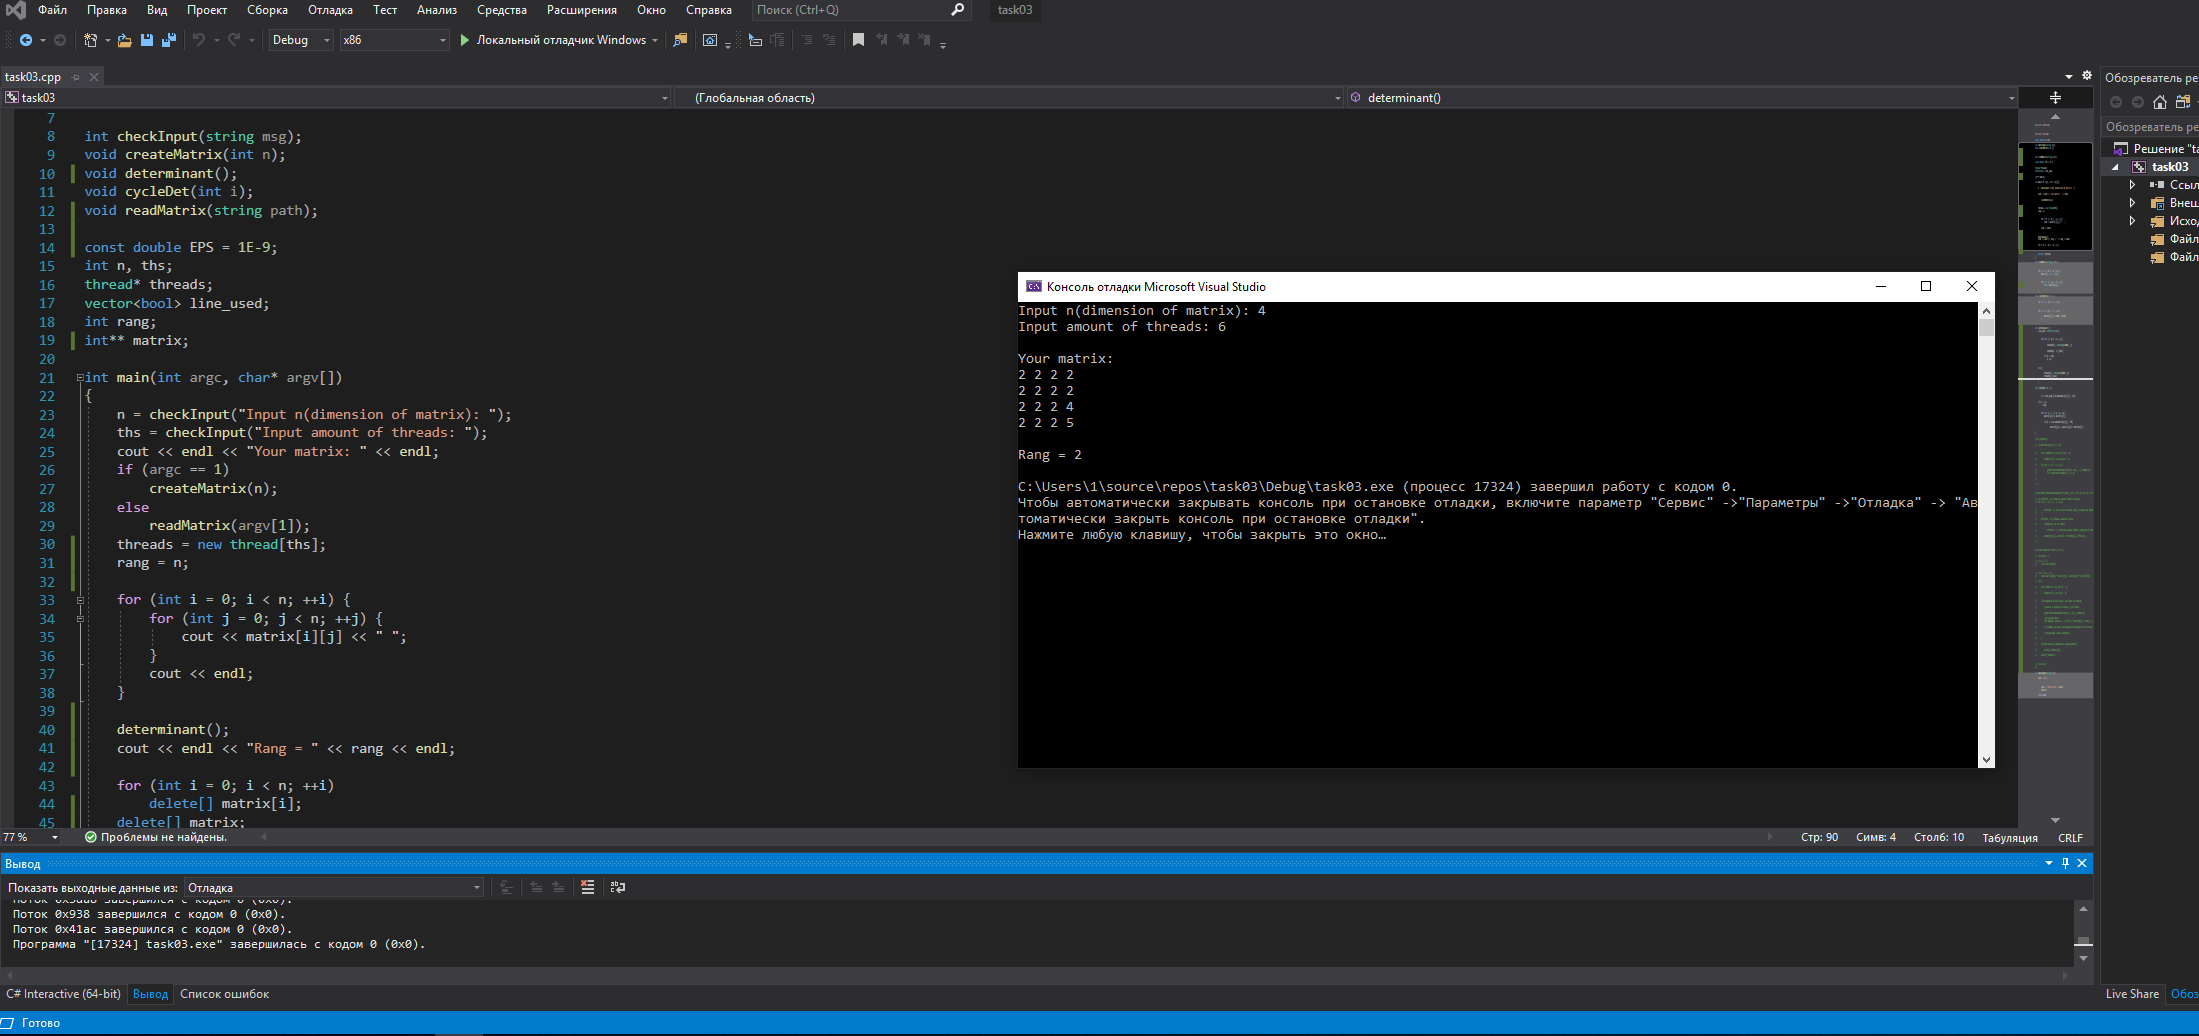 Файл Правка Вид Проект Сборка Отладка Тест Анализ Средства Расширения Окно Справка Поиск (Ctrl+Q) task03
Debug x86 Локальный отладчик Windows
task03.cpp
task03 (Глобальная область) determinant()
7
8 int checkInput(string msg);
9 void createMatrix(int n);
10 void determinant();
11 void cycleDet(int i);
12 void readMatrix(string path);
13
14 const double EPS = 1E-9;
15 int n, ths;
16 thread* threads;
17 vector<bool> line_used;
18 int rang;
19 int** matrix;
20
21 int main(int argc, char* argv[])
22 {
23 n = checkInput("Input n(dimension of matrix): ");
24 ths = checkInput("Input amount of threads: ");
25 cout << endl << "Your matrix: " << endl;
26 if (argc == 1)
27 createMatrix(n);
28 else
29 readMatrix(argv[1]);
30 threads = new thread[ths];
31 rang = n;
32
33 for (int i = 0; i < n; ++i) {
34 for (int j = 0; j < n; ++j) {
35 cout << matrix[i][j] << " ";
36 }
37 cout << endl;
38 }
39
40 determinant();
41 cout << endl << "Rang = " << rang << endl;
42
43 for (int i = 0; i < n; ++i)
44 delete[] matrix[i];
45 delete[] matrix;
77 % Проблемы не найдены. Стр: 90 Симв: 4 Столб: 10 Табуляция CRLF
Консоль отладки Microsoft Visual Studio
Input n(dimension of matrix): 4
Input amount of threads: 6
Your matrix:
2 2 2 2
2 2 2 2
2 2 2 4
2 2 2 5
Rang = 2
C:\Users\1\source\repos\task03\Debug\task03.exe (процесс 17324) завершил работу с кодом 0.
Чтобы автоматически закрывать консоль при остановке отладки, включите параметр "Сервис" ->"Параметры" ->"Отладка" -> "Ав
томатически закрыть консоль при остановке отладки".
Нажмите любую клавишу, чтобы закрыть это окно…
Обозреватель ре
Обозреватель ре
Решение "ta
task03
Ссыл
Внеш
Исхо
Файл
Файл
Вывод
Показать выходные данные из: Отладка
завершился с кодом 0 (0x0).
Поток 0x938 завершился с кодом 0 (0x0).
Поток 0x41ac завершился с кодом 0 (0x0).
Программа "[17324] task03.exe" завершилась с кодом 0 (0x0).
C# Interactive (64-bit) Вывод Список ошибок
Live Share Обоз
Готово